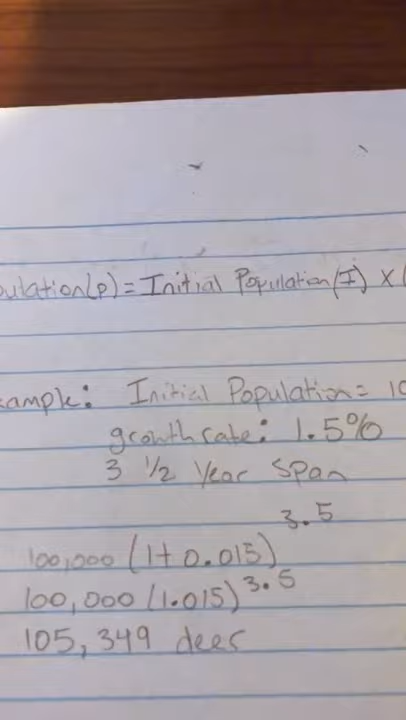 ulation(p) = Initial Population(I) x (
ample: Initial Population = 10
growth rate: 1.5%
3 1/2 Year Span
3.5
100,000 (1+0.015)
100,000 (1.015)^3.5
105,349 deer